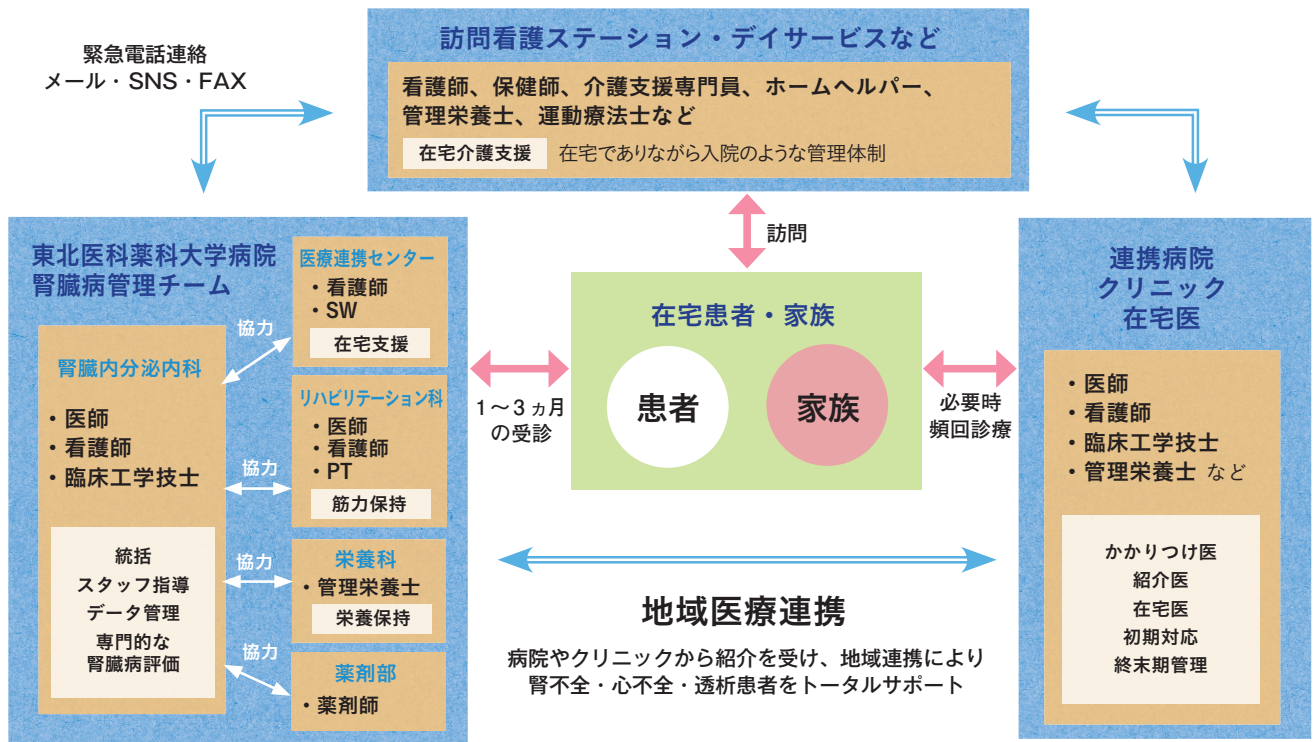 緊急電話連絡
メール・SNS・FAX
訪問看護ステーション・デイサービスなど
看護師、保健師、介護支援専門員、ホームヘルパー、
管理栄養士、運動療法士など
在宅介護支援 在宅でありながら入院のような管理体制
訪問
東北医科薬科大学病院
腎臓病管理チーム
腎臓内分泌内科
・医師
・看護師
・臨床工学技士
統括
スタッフ指導
データ管理
専門的な
腎臓病評価
協力
医療連携センター
・看護師
・SW
在宅支援
協力
リハビリテーション科
・医師
・看護師
・PT
筋力保持
協力
栄養科
・管理栄養士
栄養保持
協力
薬剤部
・薬剤師
1～3ヵ月
の受診
在宅患者・家族
患者
家族
必要時
頻回診療
地域医療連携
病院やクリニックから紹介を受け、地域連携により
腎不全・心不全・透析患者をトータルサポート
連携病院
クリニック
在宅医
・医師
・看護師
・臨床工学技士
・管理栄養士 など
かかりつけ医
紹介医
在宅医
初期対応
終末期管理